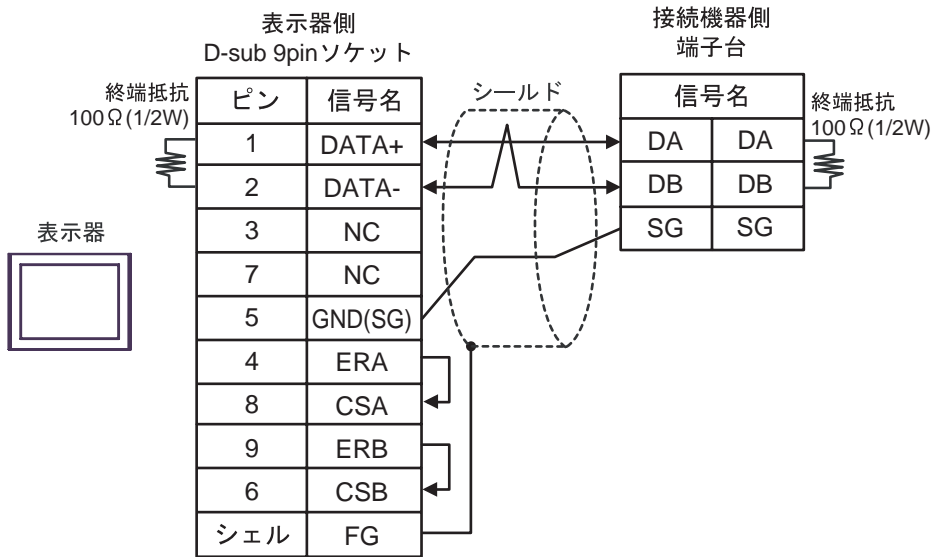 表示器側
D-sub 9pinソケット
接続機器側
端子台
終端抵抗
100Ω(1/2W)
ピン 信号名
1 DATA+
2 DATA-
3 NC
7 NC
5 GND(SG)
4 ERA
8 CSA
9 ERB
6 CSB
シェル FG
シールド
信号名
DA DA
DB DB
SG SG
終端抵抗
100Ω(1/2W)
表示器